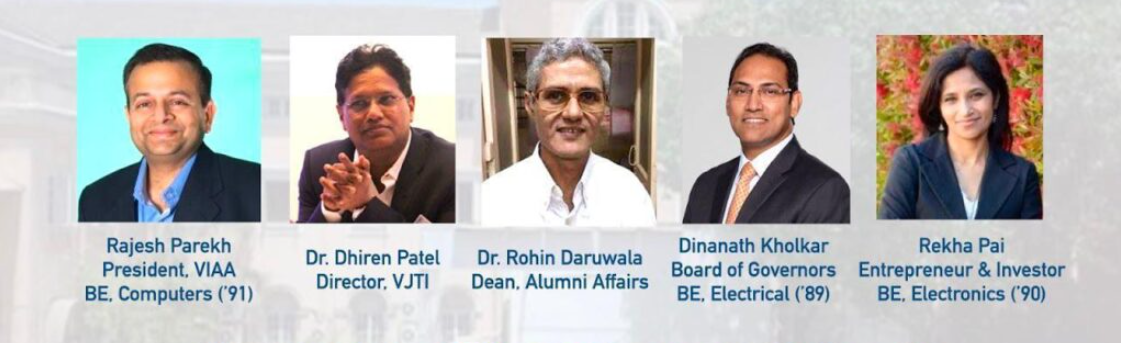 Rajesh Parekh
President, VIAA
BE, Computers ('91)
Dr. Dhiren Patel
Director, VJTI
Dr. Rohin Daruwala
Dean, Alumni Affairs
Dinanath Kholkar
Board of Governors
BE, Electrical ('89)
Rekha Pai
Entrepreneur & Investor
BE, Electronics ('90)